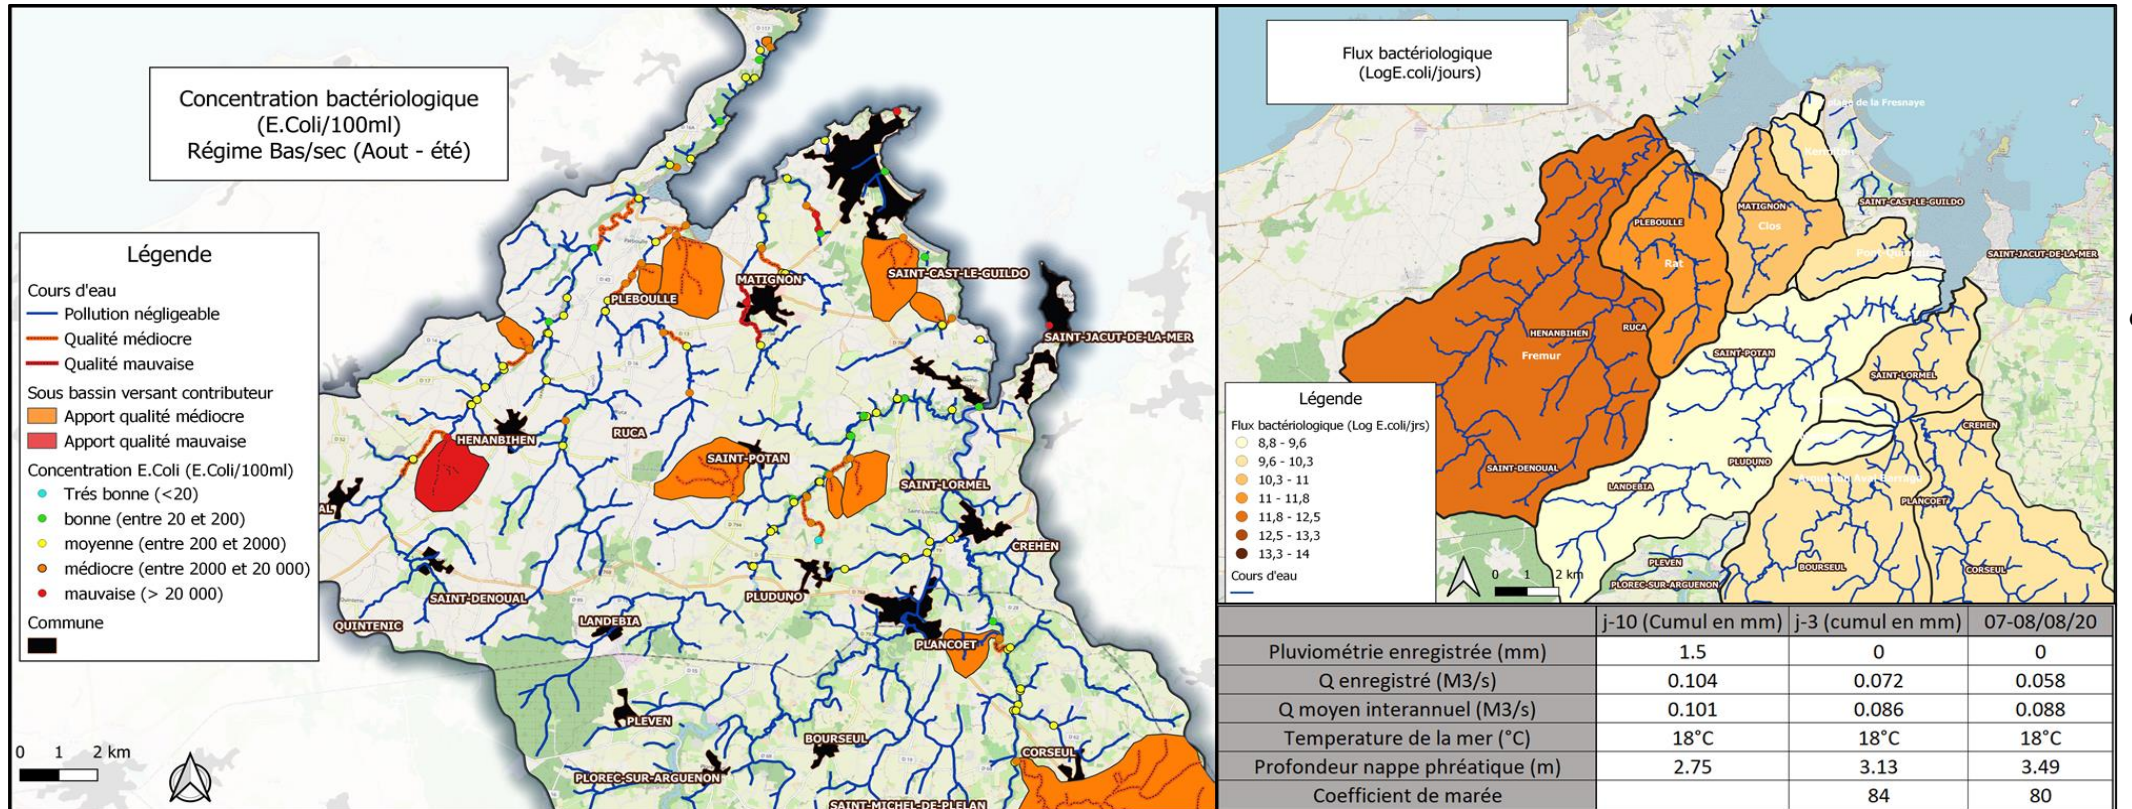 Concentration bactériologique
(E.Coli/100ml)
Régime Bas/sec (Aout - été)
Légende
Cours d'eau
Pollution négligeable
Qualité médiocre
Qualité mauvaise
Sous bassin versant contributeur
Apport qualité médiocre
Apport qualité mauvaise
Concentration E.Coli (E.Coli/100ml)
Trés bonne (<20)
bonne (entre 20 et 200)
moyenne (entre 200 et 2000)
médiocre (entre 2000 et 20 000)
mauvaise (> 20 000)
Commune
MATIGNON
SAINT-CAST-LE-GUILDO
PLEBOULLE
SAINT-JACUT-DE-LA-MER
HENANBIHEN
RUCA
SAINT-POTAN
SAINT-LORMEL
AL
CREHEN
SAINT-DENOUAL
PLUDUNO
QUINTENIC
LANDEBIA
PLANCOET
PLEVEN
BOURSEUL
CORSEUL
PLOREC-SUR-ARGUENON
SAINT-MICHEL-DE-PLELAN
0 1 2 km
Flux bactériologique
(LogE.coli/jours)
de la Fresnaye
MATIGNON
SAINT-CAST-LE-GUILDO
PLEBOULLE
Clos
SAINT-JACUT-DE-LA-MER
Rat
HENANBIHEN
RUCA
Fremur
SAINT-POTAN
SAINT-LORMEL
CREHEN
SAINT-DENOUAL
PLUDUNO
LANDEBIA
PLANCOET
PLEVEN
BOURSEUL
CORSEUL
PLOREC-SUR-ARGUENON
Légende
Flux bactériologique (Log E.coli/jrs)
8,8 - 9,6
9,6 - 10,3
10,3 - 11
11 - 11,8
11,8 - 12,5
12,5 - 13,3
13,3 - 14
Cours d'eau
0 1 2 km
j-10 (Cumul en mm) j-3 (cumul en mm) 07-08/08/20
Pluviométrie enregistrée (mm) 1.5 0 0
Q enregistré (M3/s) 0.104 0.072 0.058
Q moyen interannuel (M3/s) 0.101 0.086 0.088
Temperature de la mer (°C) 18°C 18°C 18°C
Profondeur nappe phréatique (m) 2.75 3.13 3.49
Coefficient de marée 84 80